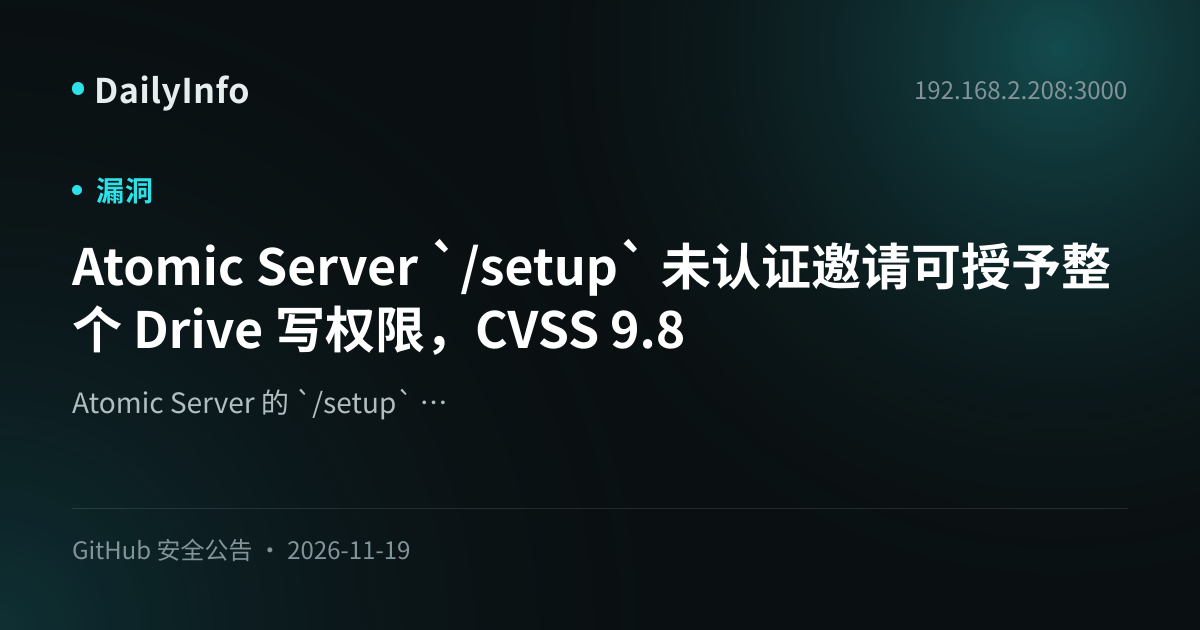 DailyInfo
192.168.2.208:3000
漏洞
Atomic Server `/setup` 未认证邀请可授予整
个 Drive 写权限，CVSS 9.8
Atomic Server 的 `/setup` …
GitHub 安全公告 · 2026-11-19